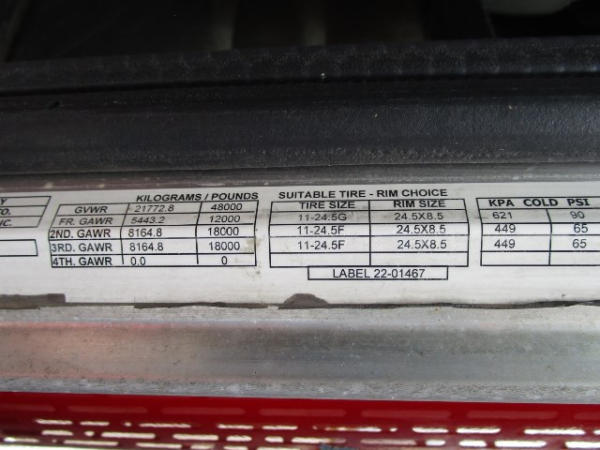 Y KILOGRAMS / POUNDS SUITABLE TIRE - RIM CHOICE
TO. GVWR 21772.8 48000 TIRE SIZE RIM SIZE KPA COLD PSI
NC. FR. GAWR 5443.2 12000 11-24.5G 24.5X8.5 621 90
2ND. GAWR 8164.8 18000 11-24.5F 24.5X8.5 449 65
3RD. GAWR 8164.8 18000 11-24.5F 24.5X8.5 449 65
4TH. GAWR 0.0 0
LABEL 22-01467